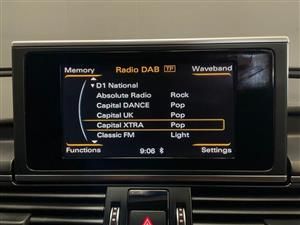 Memory Radio DAB TP Waveband
D1 National
Absolute Radio Rock
Capital DANCE Pop
Capital UK Pop
Capital XTRA Pop
Classic FM Light
Functions 9:06 Settings